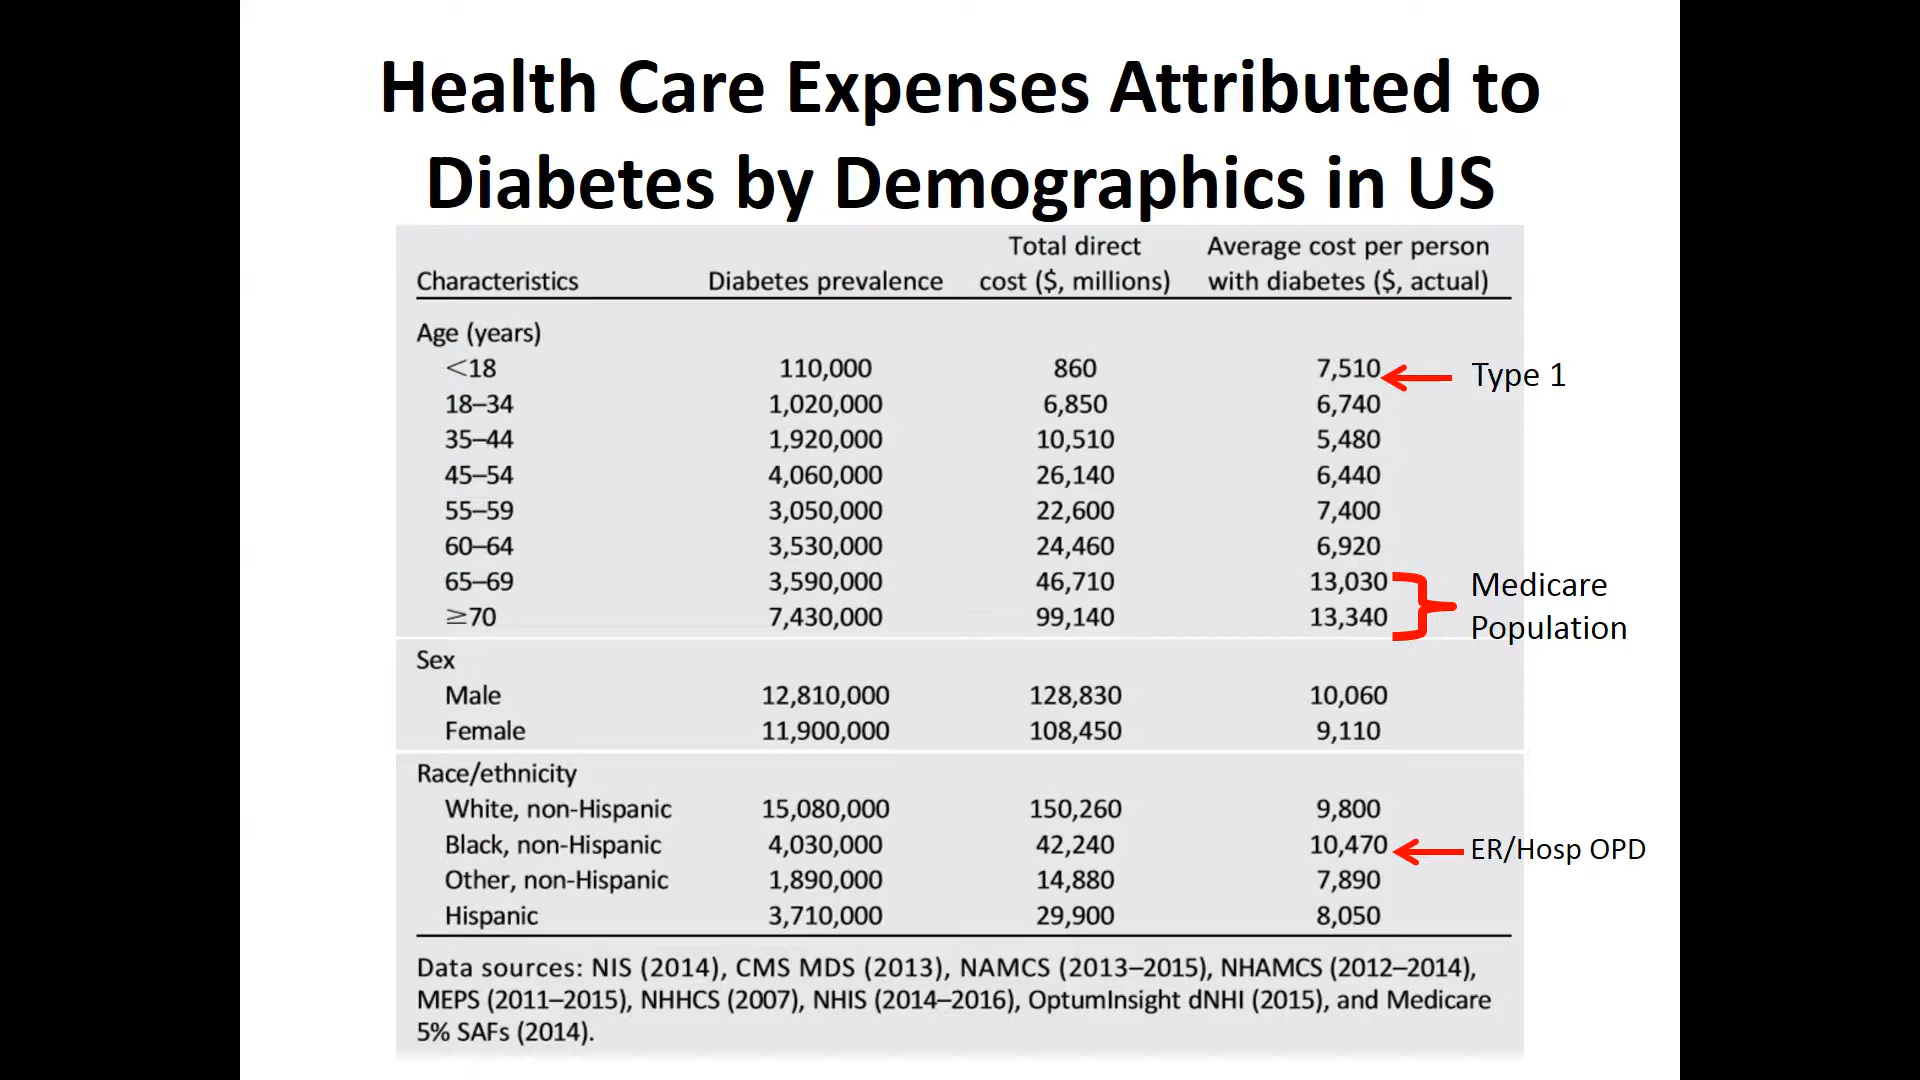 Health Care Expenses Attributed to
Diabetes by Demographics in US
Total direct Average cost per person
Characteristics Diabetes prevalence cost ($, millions) with diabetes ($, actual)
Age (years)
<18 110,000 860 7,510 Type 1
18–34 1,020,000 6,850 6,740
35–44 1,920,000 10,510 5,480
45–54 4,060,000 26,140 6,440
55–59 3,050,000 22,600 7,400
60–64 3,530,000 24,460 6,920
65–69 3,590,000 46,710 13,030 Medicare
≥70 7,430,000 99,140 13,340 Population
Sex
Male 12,810,000 128,830 10,060
Female 11,900,000 108,450 9,110
Race/ethnicity
White, non-Hispanic 15,080,000 150,260 9,800
Black, non-Hispanic 4,030,000 42,240 10,470 ER/Hosp OPD
Other, non-Hispanic 1,890,000 14,880 7,890
Hispanic 3,710,000 29,900 8,050
Data sources: NIS (2014), CMS MDS (2013), NAMCS (2013–2015), NHAMCS (2012–2014),
MEPS (2011–2015), NHHCS (2007), NHIS (2014–2016), OptumInsight dNHI (2015), and Medicare
5% SAFs (2014).